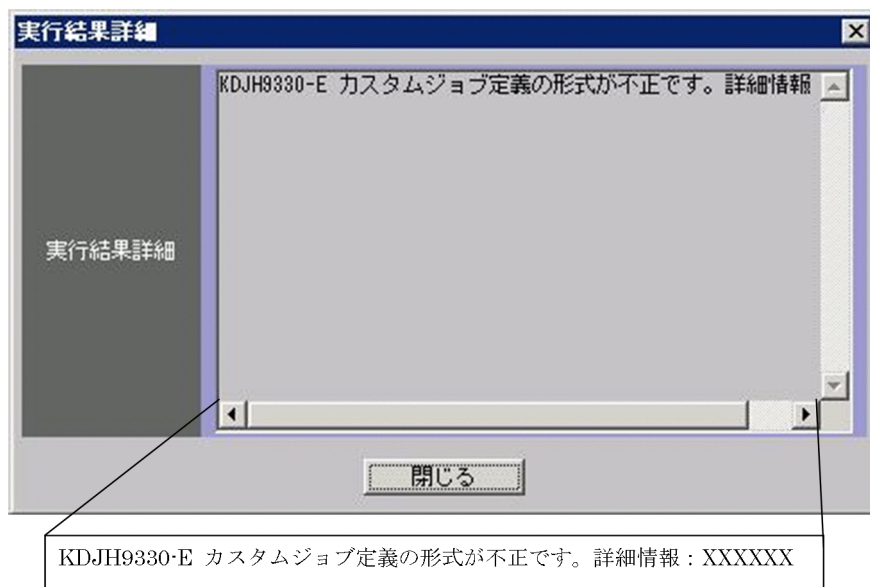 実行結果詳細
KDJH9330-E カスタムジョブ定義の形式が不正です。詳細情報
実行結果詳細
閉じる
KDJH9330-E カスタムジョブ定義の形式が不正です。詳細情報：XXXXXX